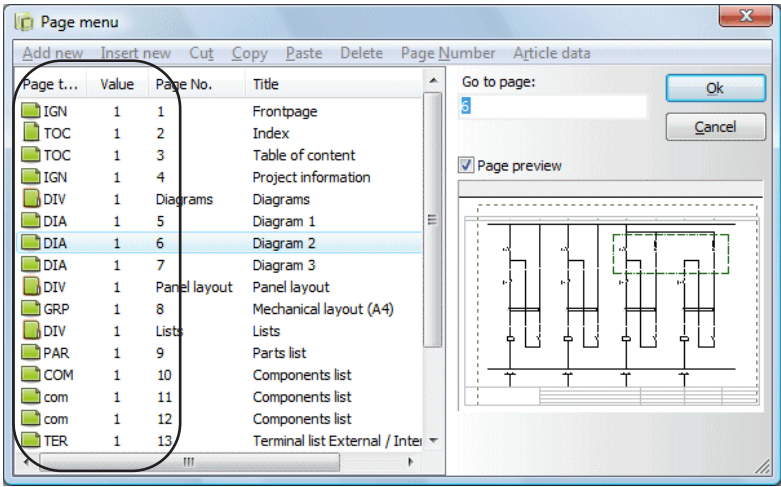 Page menu
Add new Insert new Cut Copy Paste Delete Page Number Article data
Page t... Value Page No. Title
IGN 1 1 Frontpage
TOC 1 2 Index
TOC 1 3 Table of content
IGN 1 4 Project information
DIV 1 Diagrams Diagrams
DIA 1 5 Diagram 1
DIA 1 6 Diagram 2
DIA 1 7 Diagram 3
DIV 1 Panel layout Panel layout
GRP 1 8 Mechanical layout (A4)
DIV 1 Lists Lists
PAR 1 9 Parts list
COM 1 10 Components list
com 1 11 Components list
com 1 12 Components list
TER 1 13 Terminal list External / Inter
Go to page:
6
Ok
Cancel
Page preview